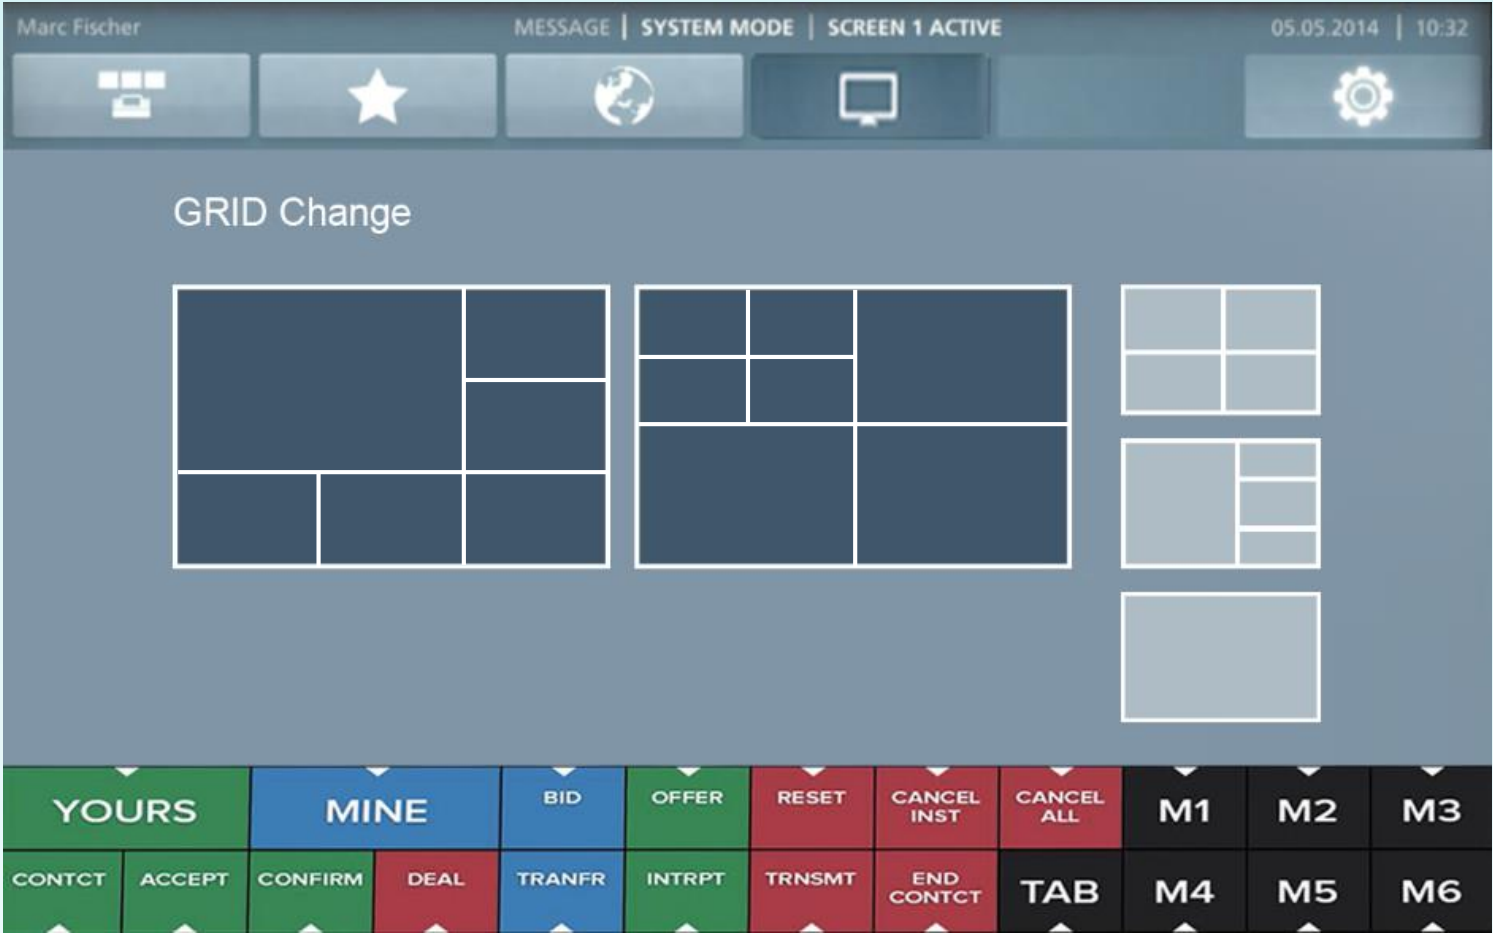 Marc Fischer
MESSAGE | SYSTEM MODE | SCREEN 1 ACTIVE
05.05.2014 | 10:32
GRID Change
YOURS
MINE
BID
OFFER
RESET
CANCEL
INST
CANCEL
ALL
M1
M2
M3
CONTCT
ACCEPT
CONFIRM
DEAL
TRANFR
INTRPT
TRNSMT
END
CONTCT
TAB
M4
M5
M6